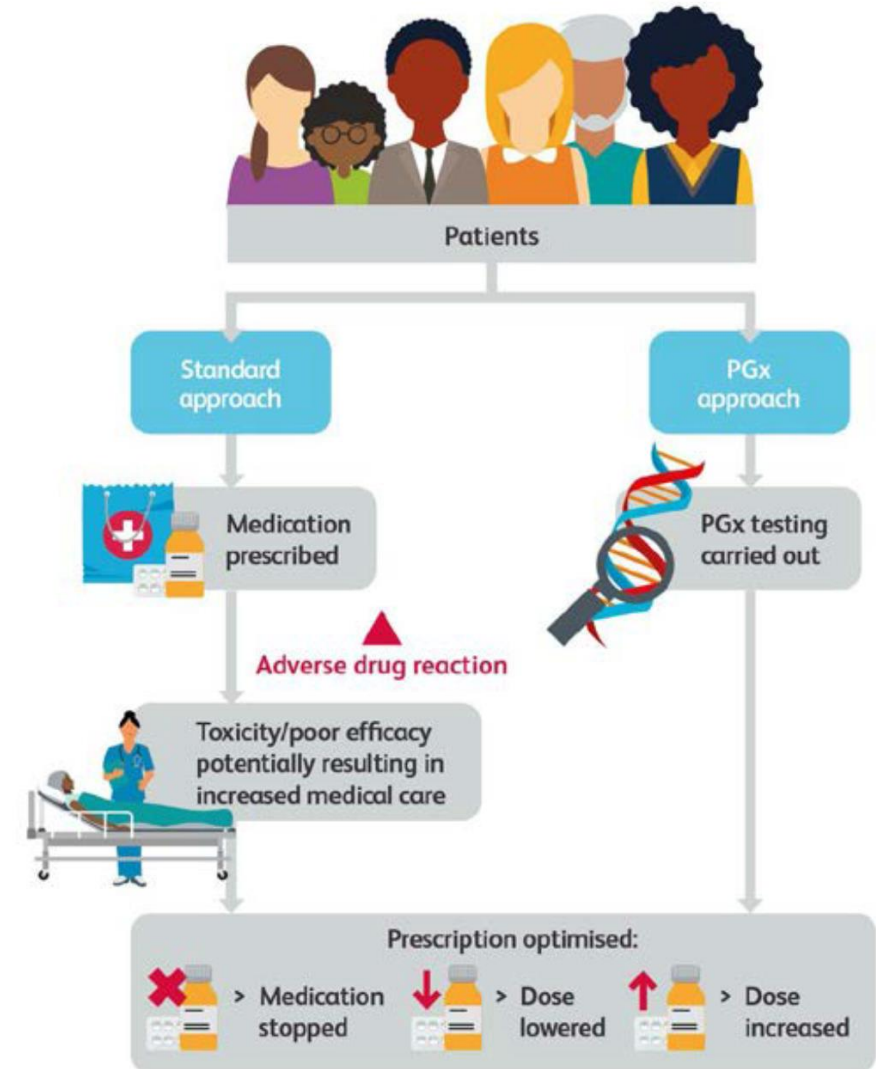 Patients
Standard
approach
PGx
approach
Medication
prescribed
PGx testing
carried out
Adverse drug reaction
Toxicity/poor efficacy
potentially resulting in
increased medical care
Prescription optimised:
> Medication
stopped
> Dose
lowered
> Dose
increased